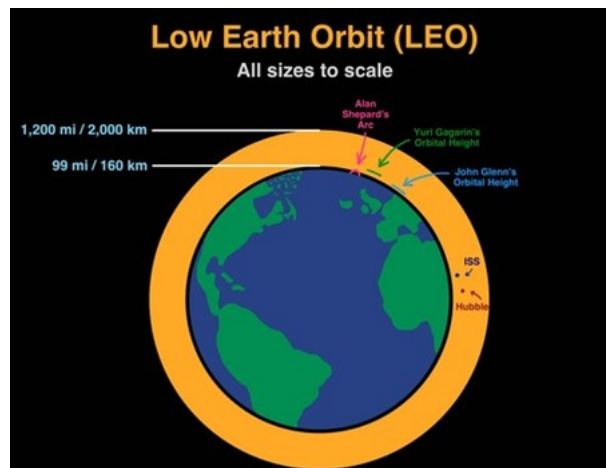 Low Earth Orbit (LEO)
All sizes to scale
Alan
Shepard's
Arc
1,200 mi / 2,000 km
Yuri Gagarin's
Orbital Height
99 mi / 160 km
John Glenn's
Orbital Height
ISS
Hubble